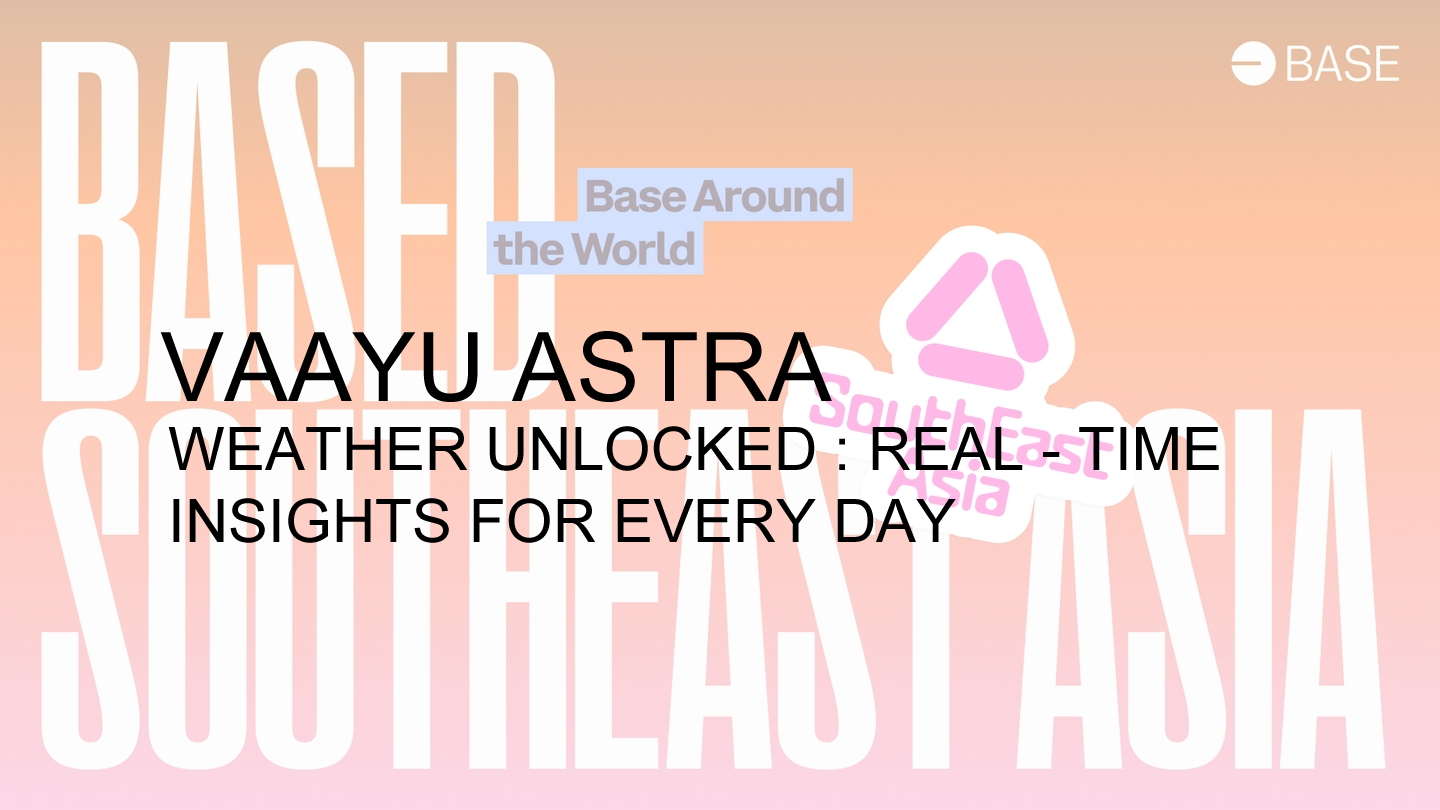 BASED
BASE
Base Around
the World
VAAYU ASTRA
SouthEast
Asia
WEATHER UNLOCKED : REAL - TIME
INSIGHTS FOR EVERY DAY
SOUTHEAST ASIA